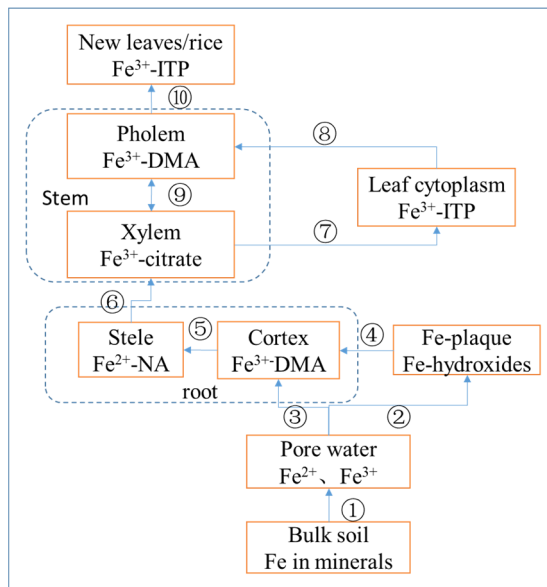 New leaves/rice
Fe³⁺-ITP
⑩
Pholem
Fe³⁺-DMA
⑧
Stem
⑨
Leaf cytoplasm
Fe³⁺-ITP
Xylem
Fe³⁺-citrate
⑦
⑥
Stele
Fe²⁺-NA
⑤
Cortex
Fe³⁺-DMA
④
Fe-plaque
Fe-hydroxides
root
③
②
Pore water
Fe²⁺、Fe³⁺
①
Bulk soil
Fe in minerals